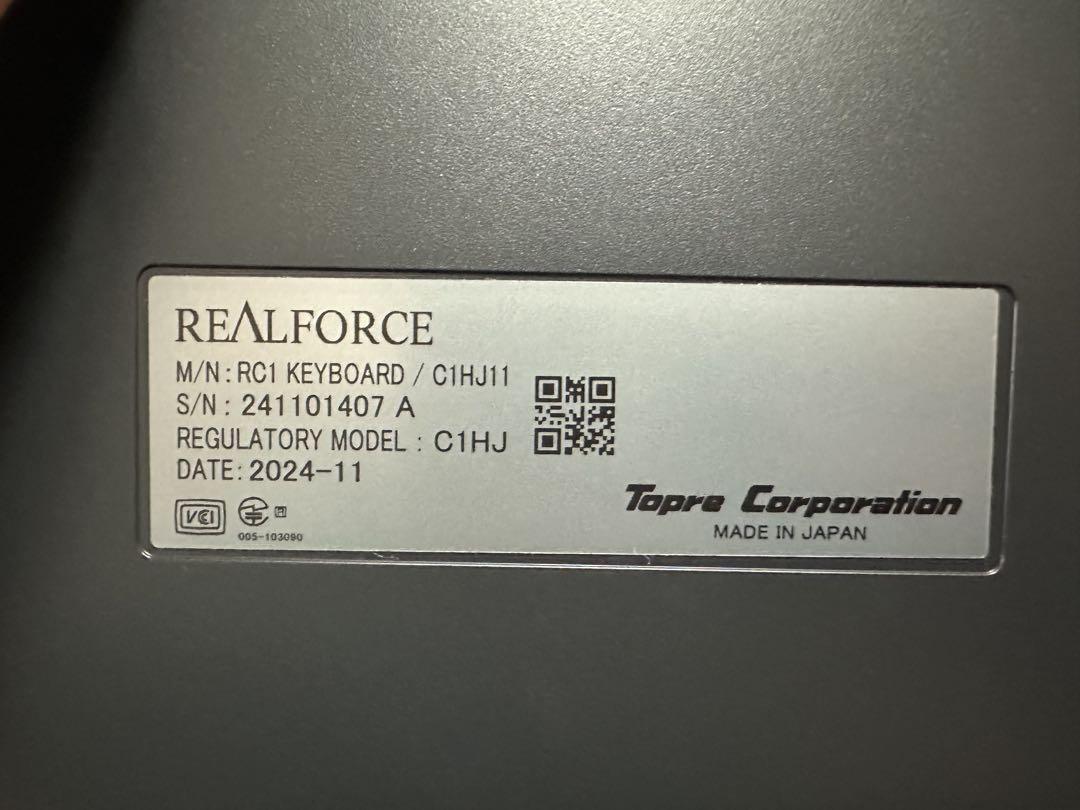 REALFORCE
M/N : RC1 KEYBOARD / C1HJ11
S/N : 241101407 A
REGULATORY MODEL : C1HJ
DATE: 2024-11
VCI
005-103090
Topre Corporation
MADE IN JAPAN